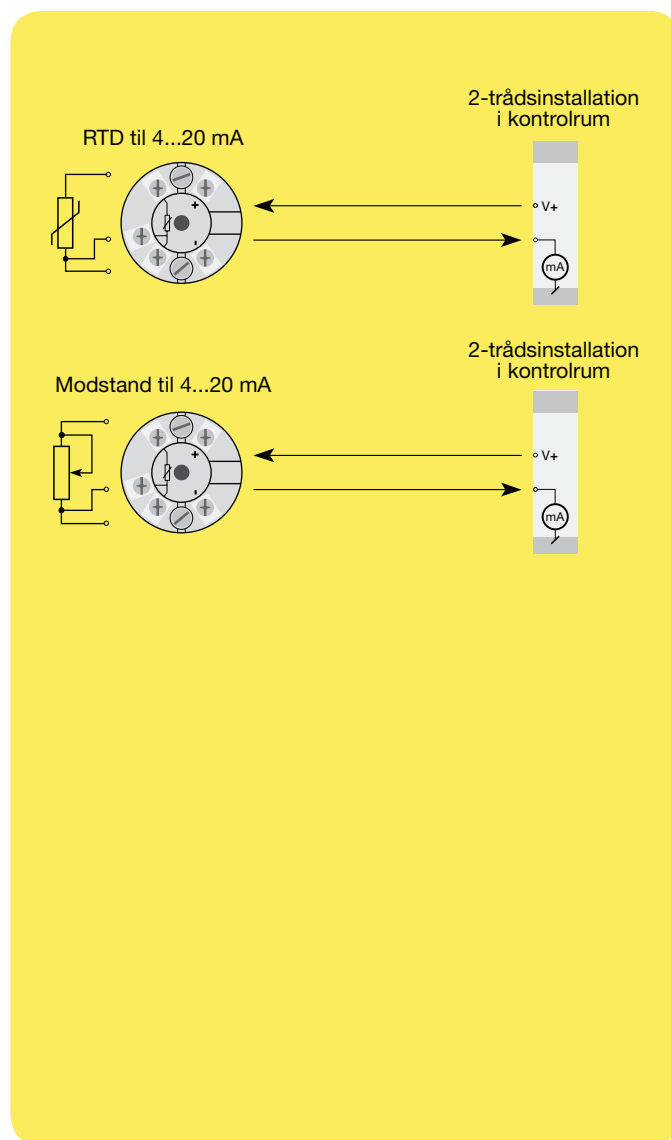 2-trådsinstallation
i kontrolrum
RTD til 4...20 mA
+
-
V+
mA
2-trådsinstallation
i kontrolrum
Modstand til 4...20 mA
+
-
V+
mA